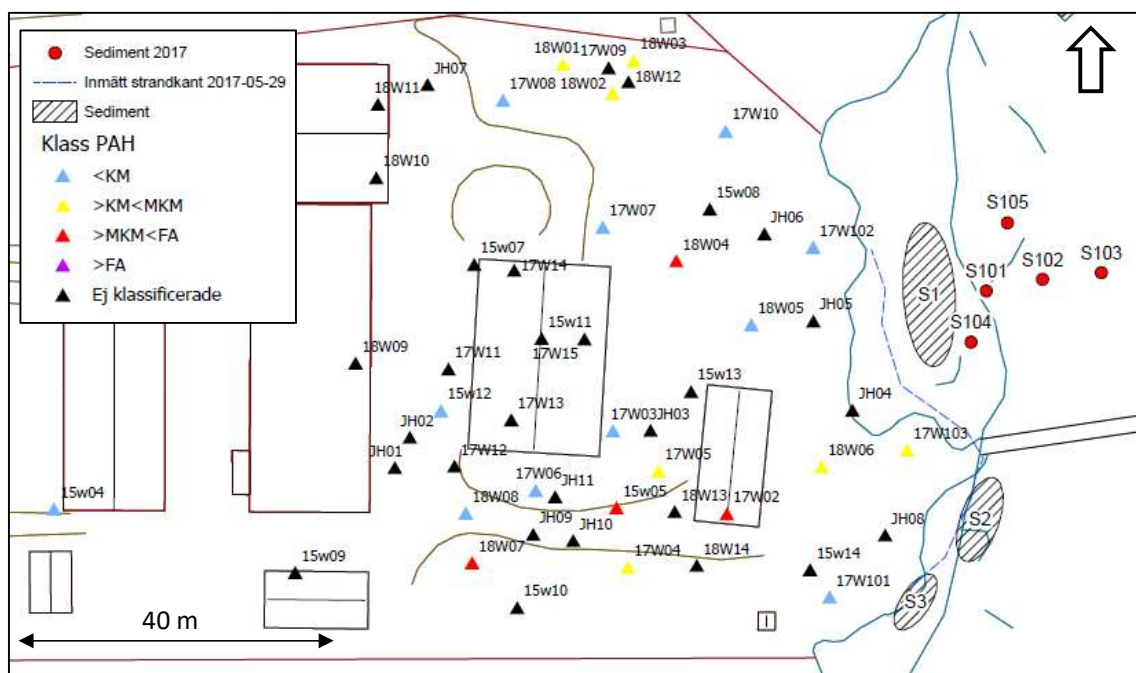 Sediment 2017
Inmätt strandkant 2017-05-29
Sediment
Klass PAH
<KM
>KM<MKM
>MKM<FA
>FA
Ej klassificerade
18W01
17W09
18W03
JH07
17W08
18W02
18W12
18W11
17W10
18W10
15w08
17W07
JH06
17W102
S105
15w07
17W14
18W04
S103
S102
S101
S1
18W05
JH05
S104
15w11
17W15
18W09
17W11
15w13
15w12
17W13
17W03
JH03
JH04
JH02
17W103
JH01
17W12
17W05
18W06
17W06
JH11
15w04
18W08
15w05
18W13
17W02
S2
JH09
JH10
JH08
18W07
17W04
18W14
15w14
15w09
17W101
S3
15w10
40 m